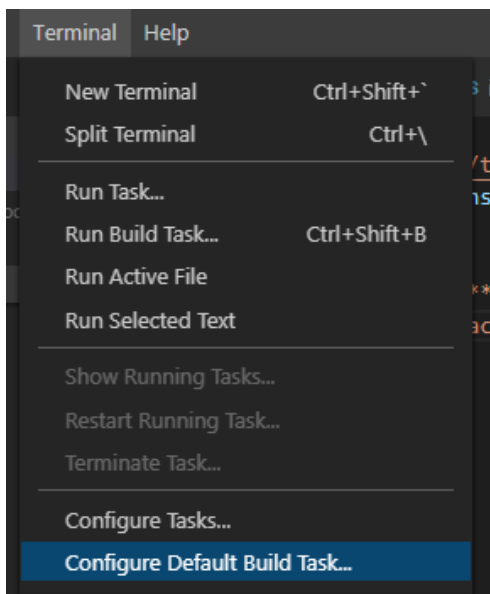 Terminal Help
New Terminal Ctrl+Shift+`
Split Terminal Ctrl+\
Run Task...
Run Build Task... Ctrl+Shift+B
Run Active File
Run Selected Text
Show Running Tasks...
Restart Running Task...
Terminate Task...
Configure Tasks...
Configure Default Build Task...